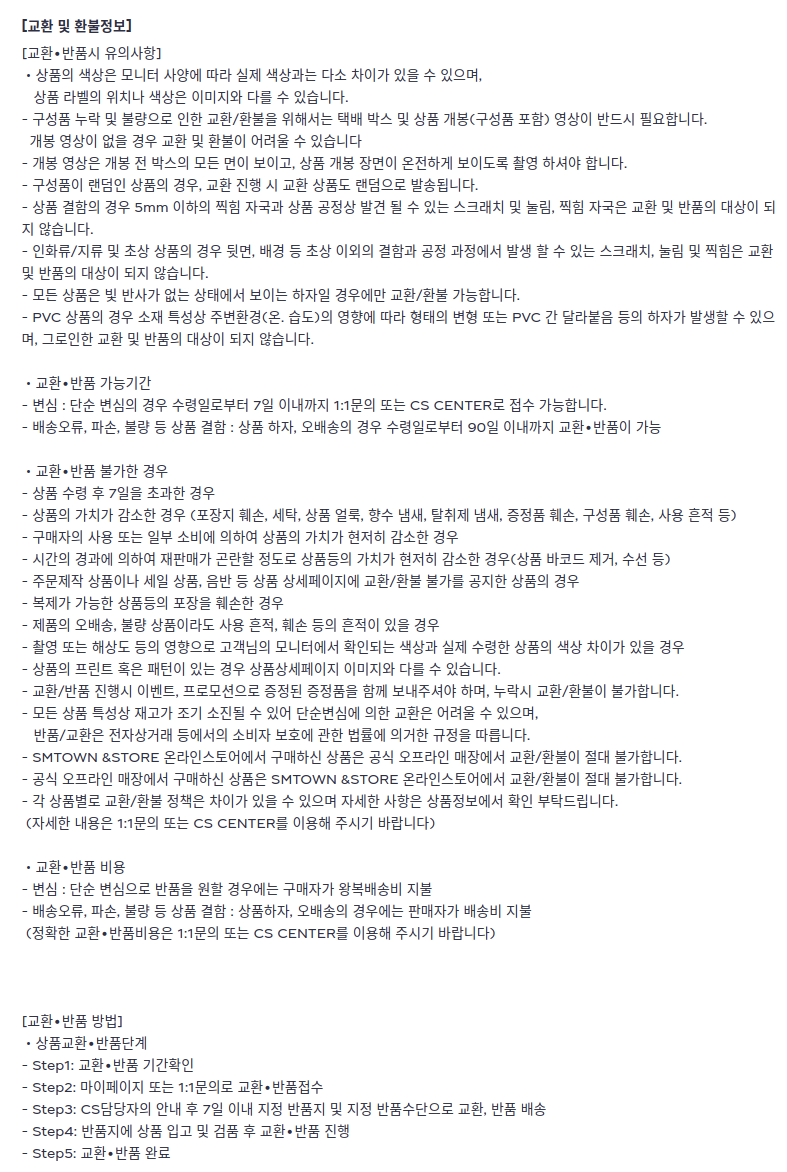 [교환 및 환불정보]
[교환•반품시 유의사항]
・상품의 색상은 모니터 사양에 따라 실제 색상과는 다소 차이가 있을 수 있으며,
상품 라벨의 위치나 색상은 이미지와 다를 수 있습니다.
- 구성품 누락 및 불량으로 인한 교환/환불을 위해서는 택배 박스 및 상품 개봉(구성품 포함) 영상이 반드시 필요합니다.
개봉 영상이 없을 경우 교환 및 환불이 어려울 수 있습니다
- 개봉 영상은 개봉 전 박스의 모든 면이 보이고, 상품 개봉 장면이 온전하게 보이도록 촬영 하셔야 합니다.
- 구성품이 랜덤인 상품의 경우, 교환 진행 시 교환 상품도 랜덤으로 발송됩니다.
- 상품 결함의 경우 5mm 이하의 찍힘 자국과 상품 공정상 발견 될 수 있는 스크래치 및 눌림, 찍힘 자국은 교환 및 반품의 대상이 되
지 않습니다.
- 인화류/지류 및 초상 상품의 경우 뒷면, 배경 등 초상 이외의 결함과 공정 과정에서 발생 할 수 있는 스크래치, 눌림 및 찍힘은 교환
및 반품의 대상이 되지 않습니다.
- 모든 상품은 빛 반사가 없는 상태에서 보이는 하자일 경우에만 교환/환불 가능합니다.
- PVC 상품의 경우 소재 특성상 주변환경(온. 습도)의 영향에 따라 형태의 변형 또는 PVC 간 달라붙음 등의 하자가 발생할 수 있으
며, 그로인한 교환 및 반품의 대상이 되지 않습니다.
・교환•반품 가능기간
- 변심 : 단순 변심의 경우 수령일로부터 7일 이내까지 1:1문의 또는 CS CENTER로 접수 가능합니다.
- 배송오류, 파손, 불량 등 상품 결함 : 상품 하자, 오배송의 경우 수령일로부터 90일 이내까지 교환•반품이 가능
・교환•반품 불가한 경우
- 상품 수령 후 7일을 초과한 경우
- 상품의 가치가 감소한 경우 (포장지 훼손, 세탁, 상품 얼룩, 향수 냄새, 탈취제 냄새, 증정품 훼손, 구성품 훼손, 사용 흔적 등)
- 구매자의 사용 또는 일부 소비에 의하여 상품의 가치가 현저히 감소한 경우
- 시간의 경과에 의하여 재판매가 곤란할 정도로 상품등의 가치가 현저히 감소한 경우(상품 바코드 제거, 수선 등)
- 주문제작 상품이나 세일 상품, 음반 등 상품 상세페이지에 교환/환불 불가를 공지한 상품의 경우
- 복제가 가능한 상품등의 포장을 훼손한 경우
- 제품의 오배송, 불량 상품이라도 사용 흔적, 훼손 등의 흔적이 있을 경우
- 촬영 또는 해상도 등의 영향으로 고객님의 모니터에서 확인되는 색상과 실제 수령한 상품의 색상 차이가 있을 경우
- 상품의 프린트 혹은 패턴이 있는 경우 상품상세페이지 이미지와 다를 수 있습니다.
- 교환/반품 진행시 이벤트, 프로모션으로 증정된 증정품을 함께 보내주셔야 하며, 누락시 교환/환불이 불가합니다.
- 모든 상품 특성상 재고가 조기 소진될 수 있어 단순변심에 의한 교환은 어려울 수 있으며,
반품/교환은 전자상거래 등에서의 소비자 보호에 관한 법률에 의거한 규정을 따릅니다.
- SMTOWN &STORE 온라인스토어에서 구매하신 상품은 공식 오프라인 매장에서 교환/환불이 절대 불가합니다.
- 공식 오프라인 매장에서 구매하신 상품은 SMTOWN &STORE 온라인스토어에서 교환/환불이 절대 불가합니다.
- 각 상품별로 교환/환불 정책은 차이가 있을 수 있으며 자세한 사항은 상품정보에서 확인 부탁드립니다.
(자세한 내용은 1:1문의 또는 CS CENTER를 이용해 주시기 바랍니다)
・교환•반품 비용
- 변심 : 단순 변심으로 반품을 원할 경우에는 구매자가 왕복배송비 지불
- 배송오류, 파손, 불량 등 상품 결함 : 상품하자, 오배송의 경우에는 판매자가 배송비 지불
(정확한 교환•반품비용은 1:1문의 또는 CS CENTER를 이용해 주시기 바랍니다)
[교환•반품 방법]
・상품교환•반품단계
- Step1: 교환•반품 기간확인
- Step2: 마이페이지 또는 1:1문의로 교환•반품접수
- Step3: CS담당자의 안내 후 7일 이내 지정 반품지 및 지정 반품수단으로 교환, 반품 배송
- Step4: 반품지에 상품 입고 및 검품 후 교환•반품 진행
- Step5: 교환•반품 완료